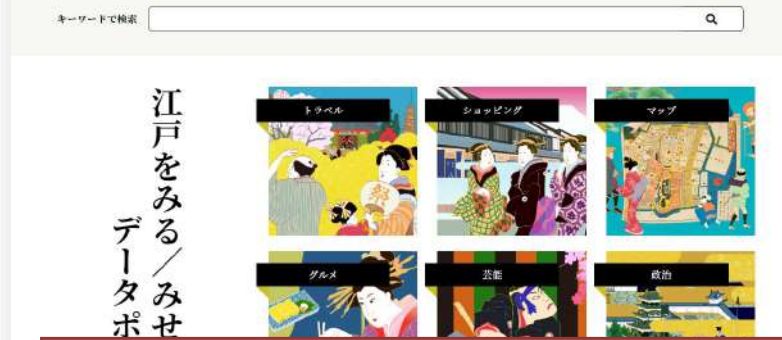 キーワードで検索
江戸をみる／みせ
データポ
トラベル
ショッピング
マップ
グルメ
芸能
政治
祭